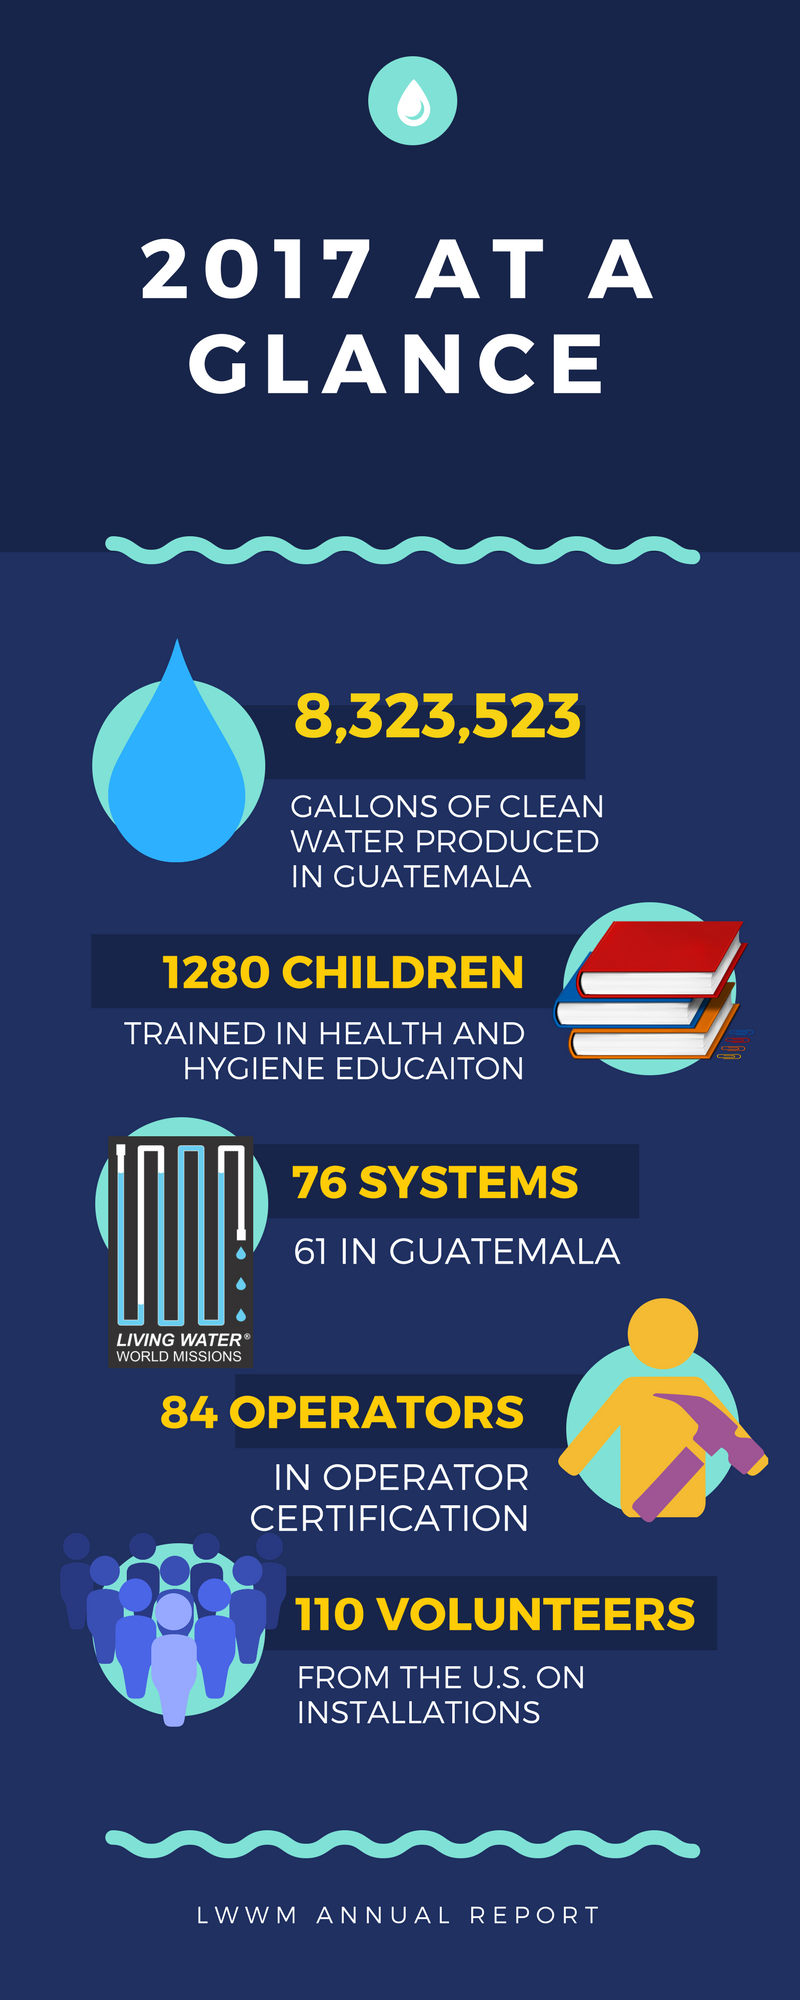 2017 AT A
GLANCE
8,323,523
GALLONS OF CLEAN
WATER PRODUCED
IN GUATEMALA
1280 CHILDREN
TRAINED IN HEALTH AND
HYGIENE EDUCAITON
76 SYSTEMS
61 IN GUATEMALA
LIVING WATER®
WORLD MISSIONS
84 OPERATORS
IN OPERATOR
CERTIFICATION
110 VOLUNTEERS
FROM THE U.S. ON
INSTALLATIONS
LWWM ANNUAL REPORT